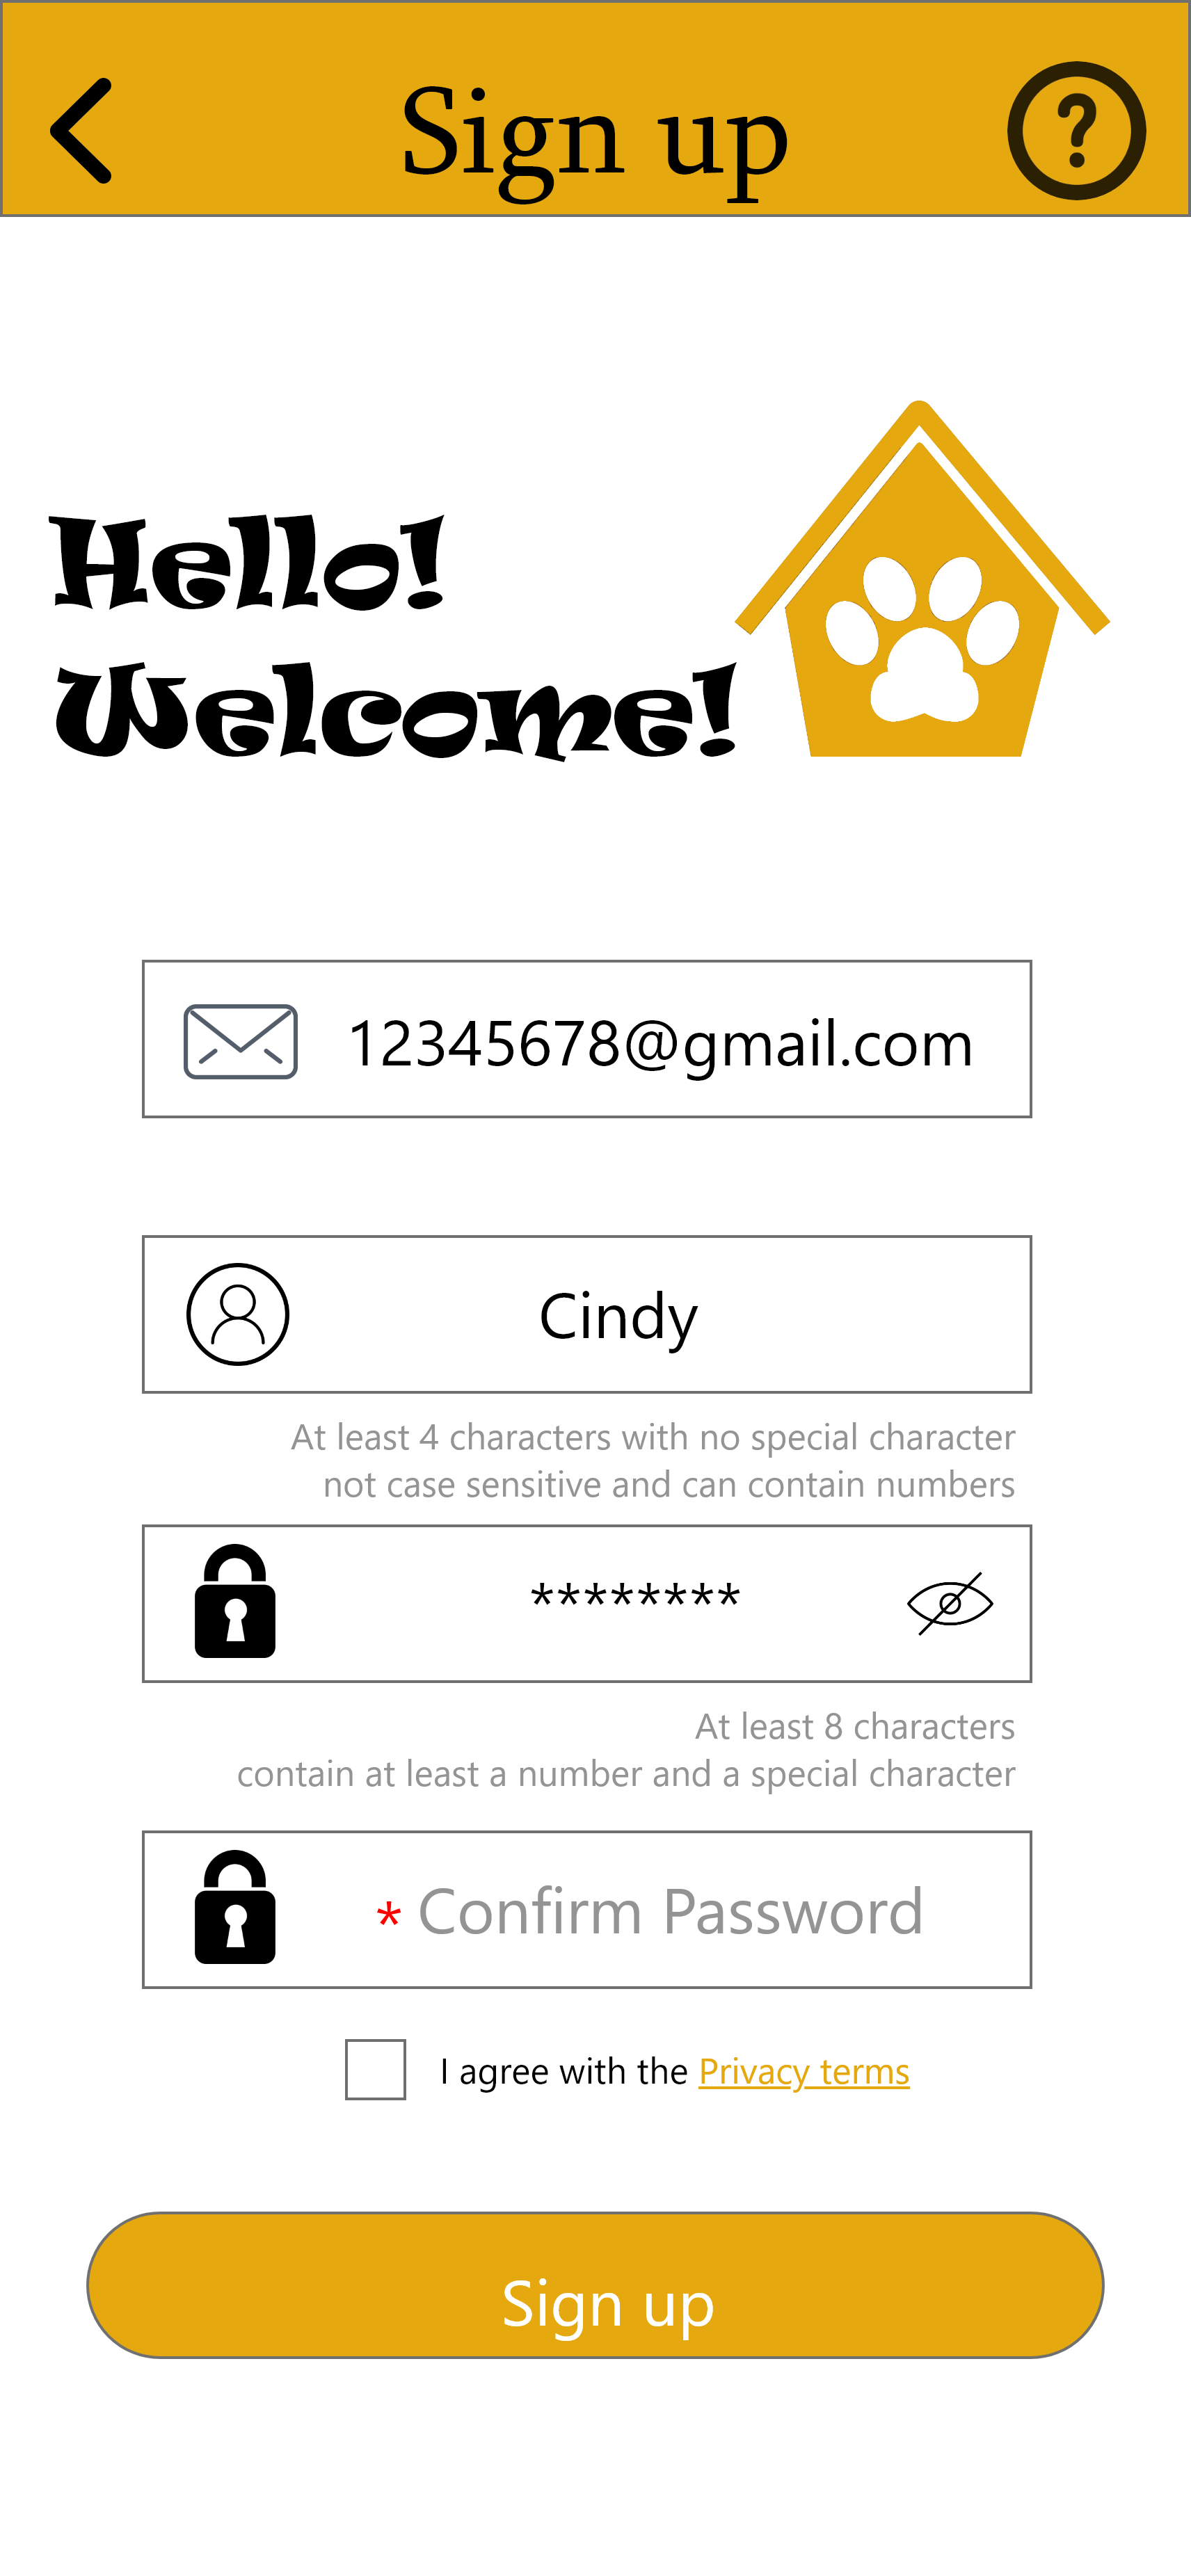 Sign up
?
Hello!
Welcome!
12345678@gmail.com
Cindy
At least 4 characters with no special character
not case sensitive and can contain numbers
********
At least 8 characters
contain at least a number and a special character
* Confirm Password
I agree with the Privacy terms
Sign up